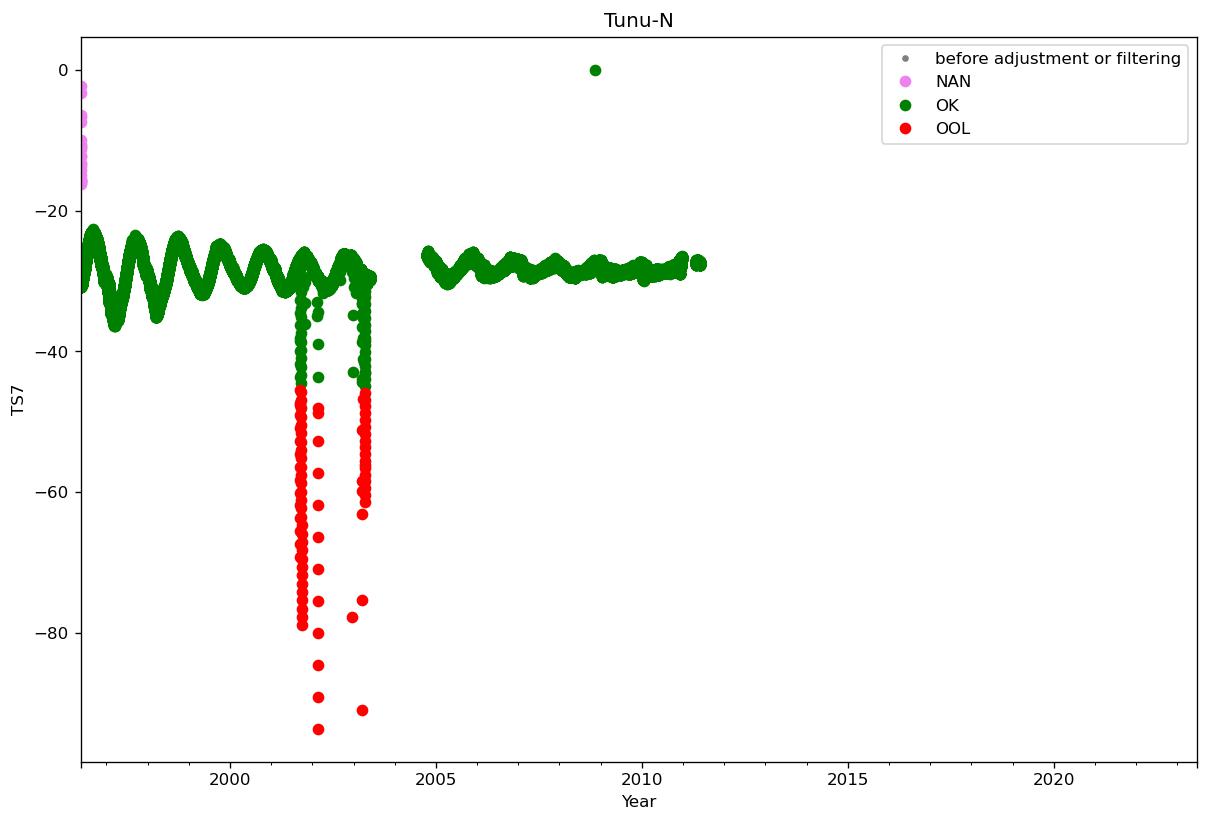 Tunu-N
before adjustment or filtering
NAN
OK
OOL
0
−20
−40
−60
−80
TS7
2000
2005
2010
2015
2020
Year